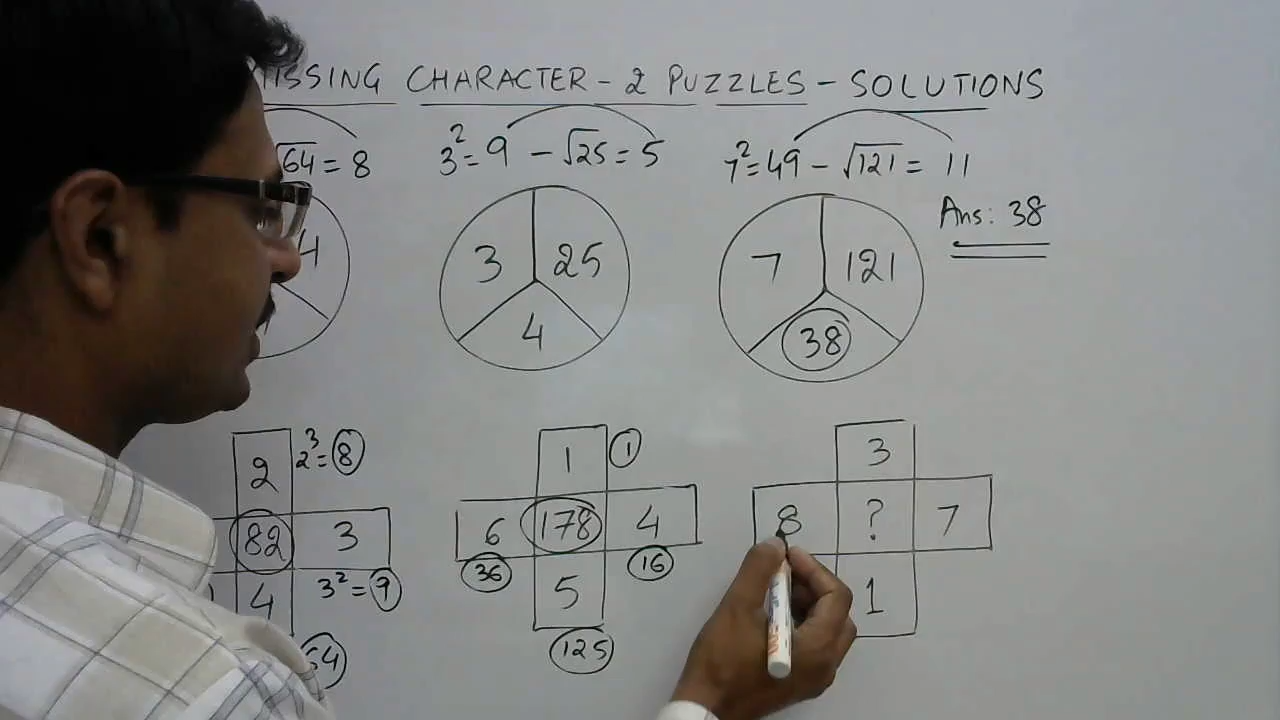 MISSING CHARACTER - 2 PUZZLES - SOLUTIONS
√64 = 8
3² = 9 - √25 = 5
7² = 49 - √121 = 11
Ans: 38
4
3 25
4
7 121
38
2 2³ = 8
82 3
4 3² = 9
64
1 1
6 178 4
36 16
5
125
3
8 ? 7
1